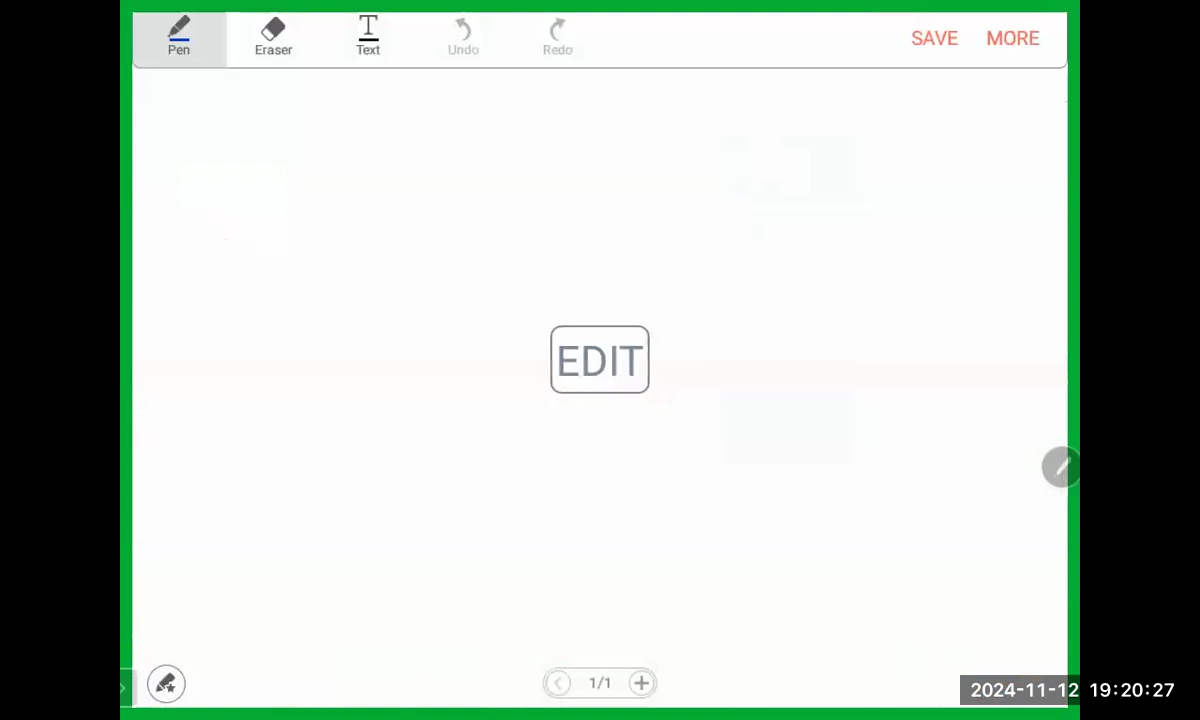 Pen
Eraser
Text
Undo
Redo
SAVE
MORE
EDIT
1/1
2024-11-12 19:20:27